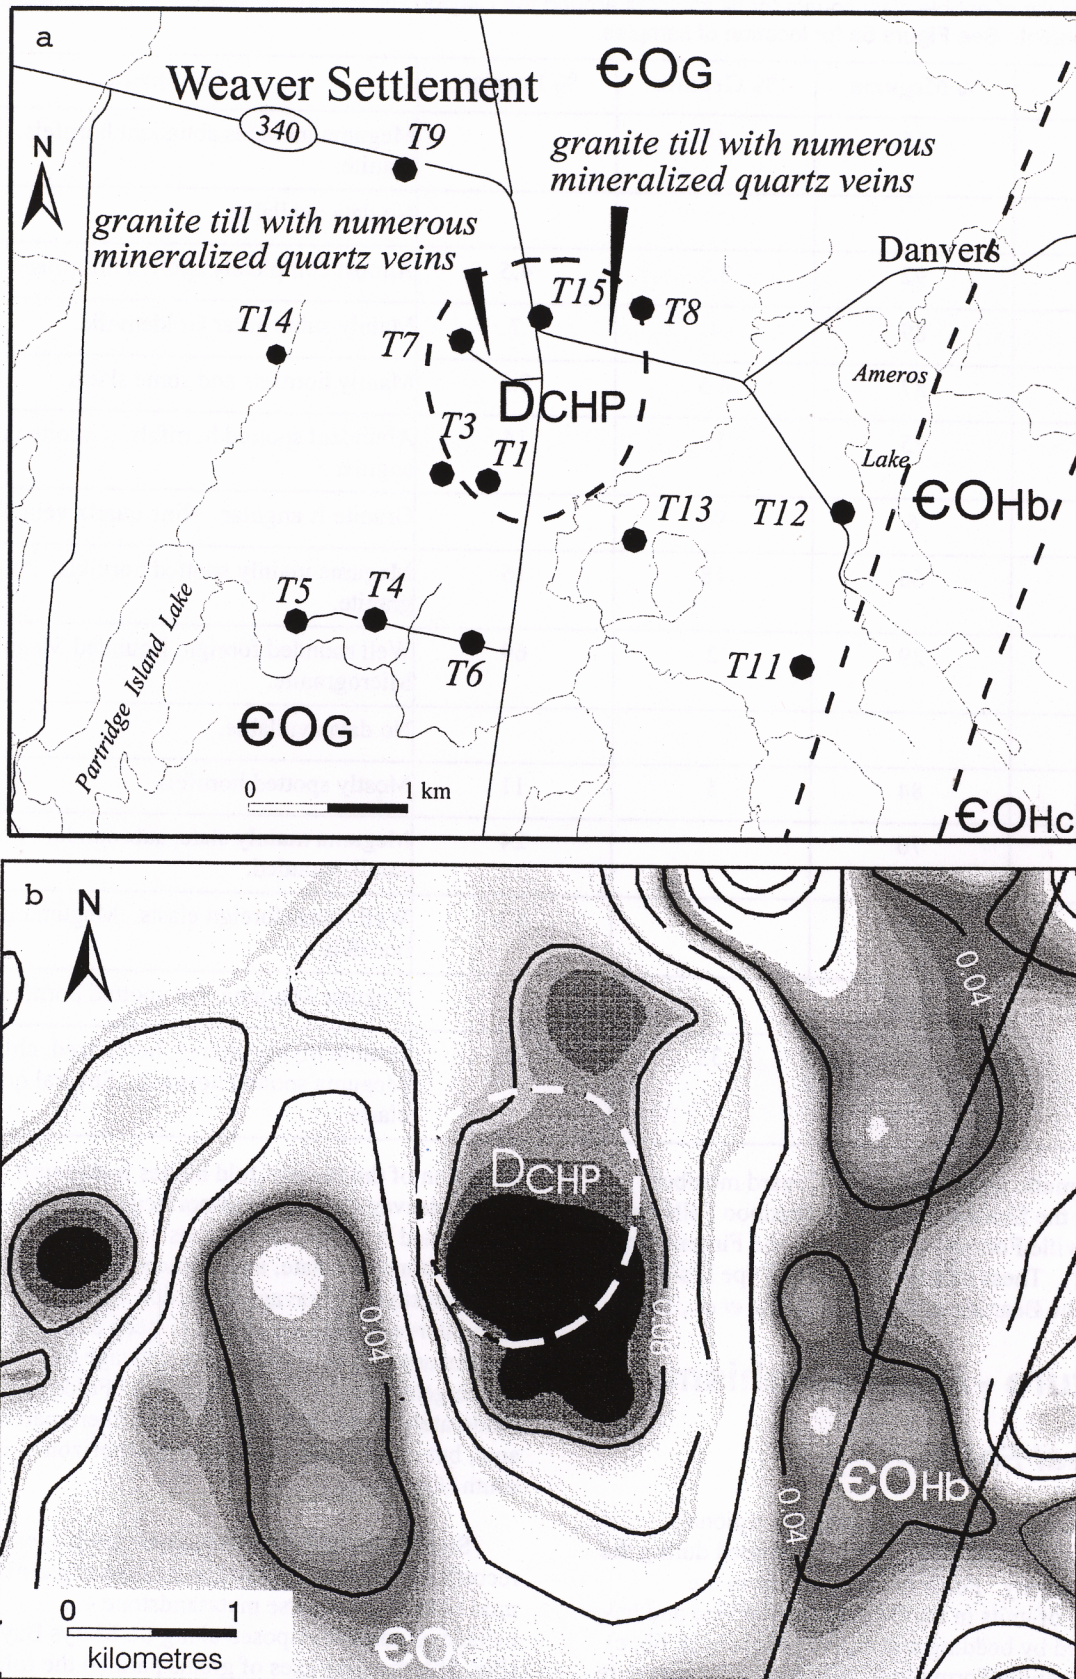 a
ЄOG
Weaver Settlement
340
T9
N
granite till with numerous
mineralized quartz veins
granite till with numerous
mineralized quartz veins
Danvers
T14
T15
T8
T7
DCHP
Ameros
Lake
T3
T1
T13
T12
ЄOHb
T5
T4
T6
T11
Partridge Island Lake
ЄOG
0 1 km
ЄOHc
b
N
0.04
DCHP
0.04
ЄOHb
0.04
0 1
kilometres